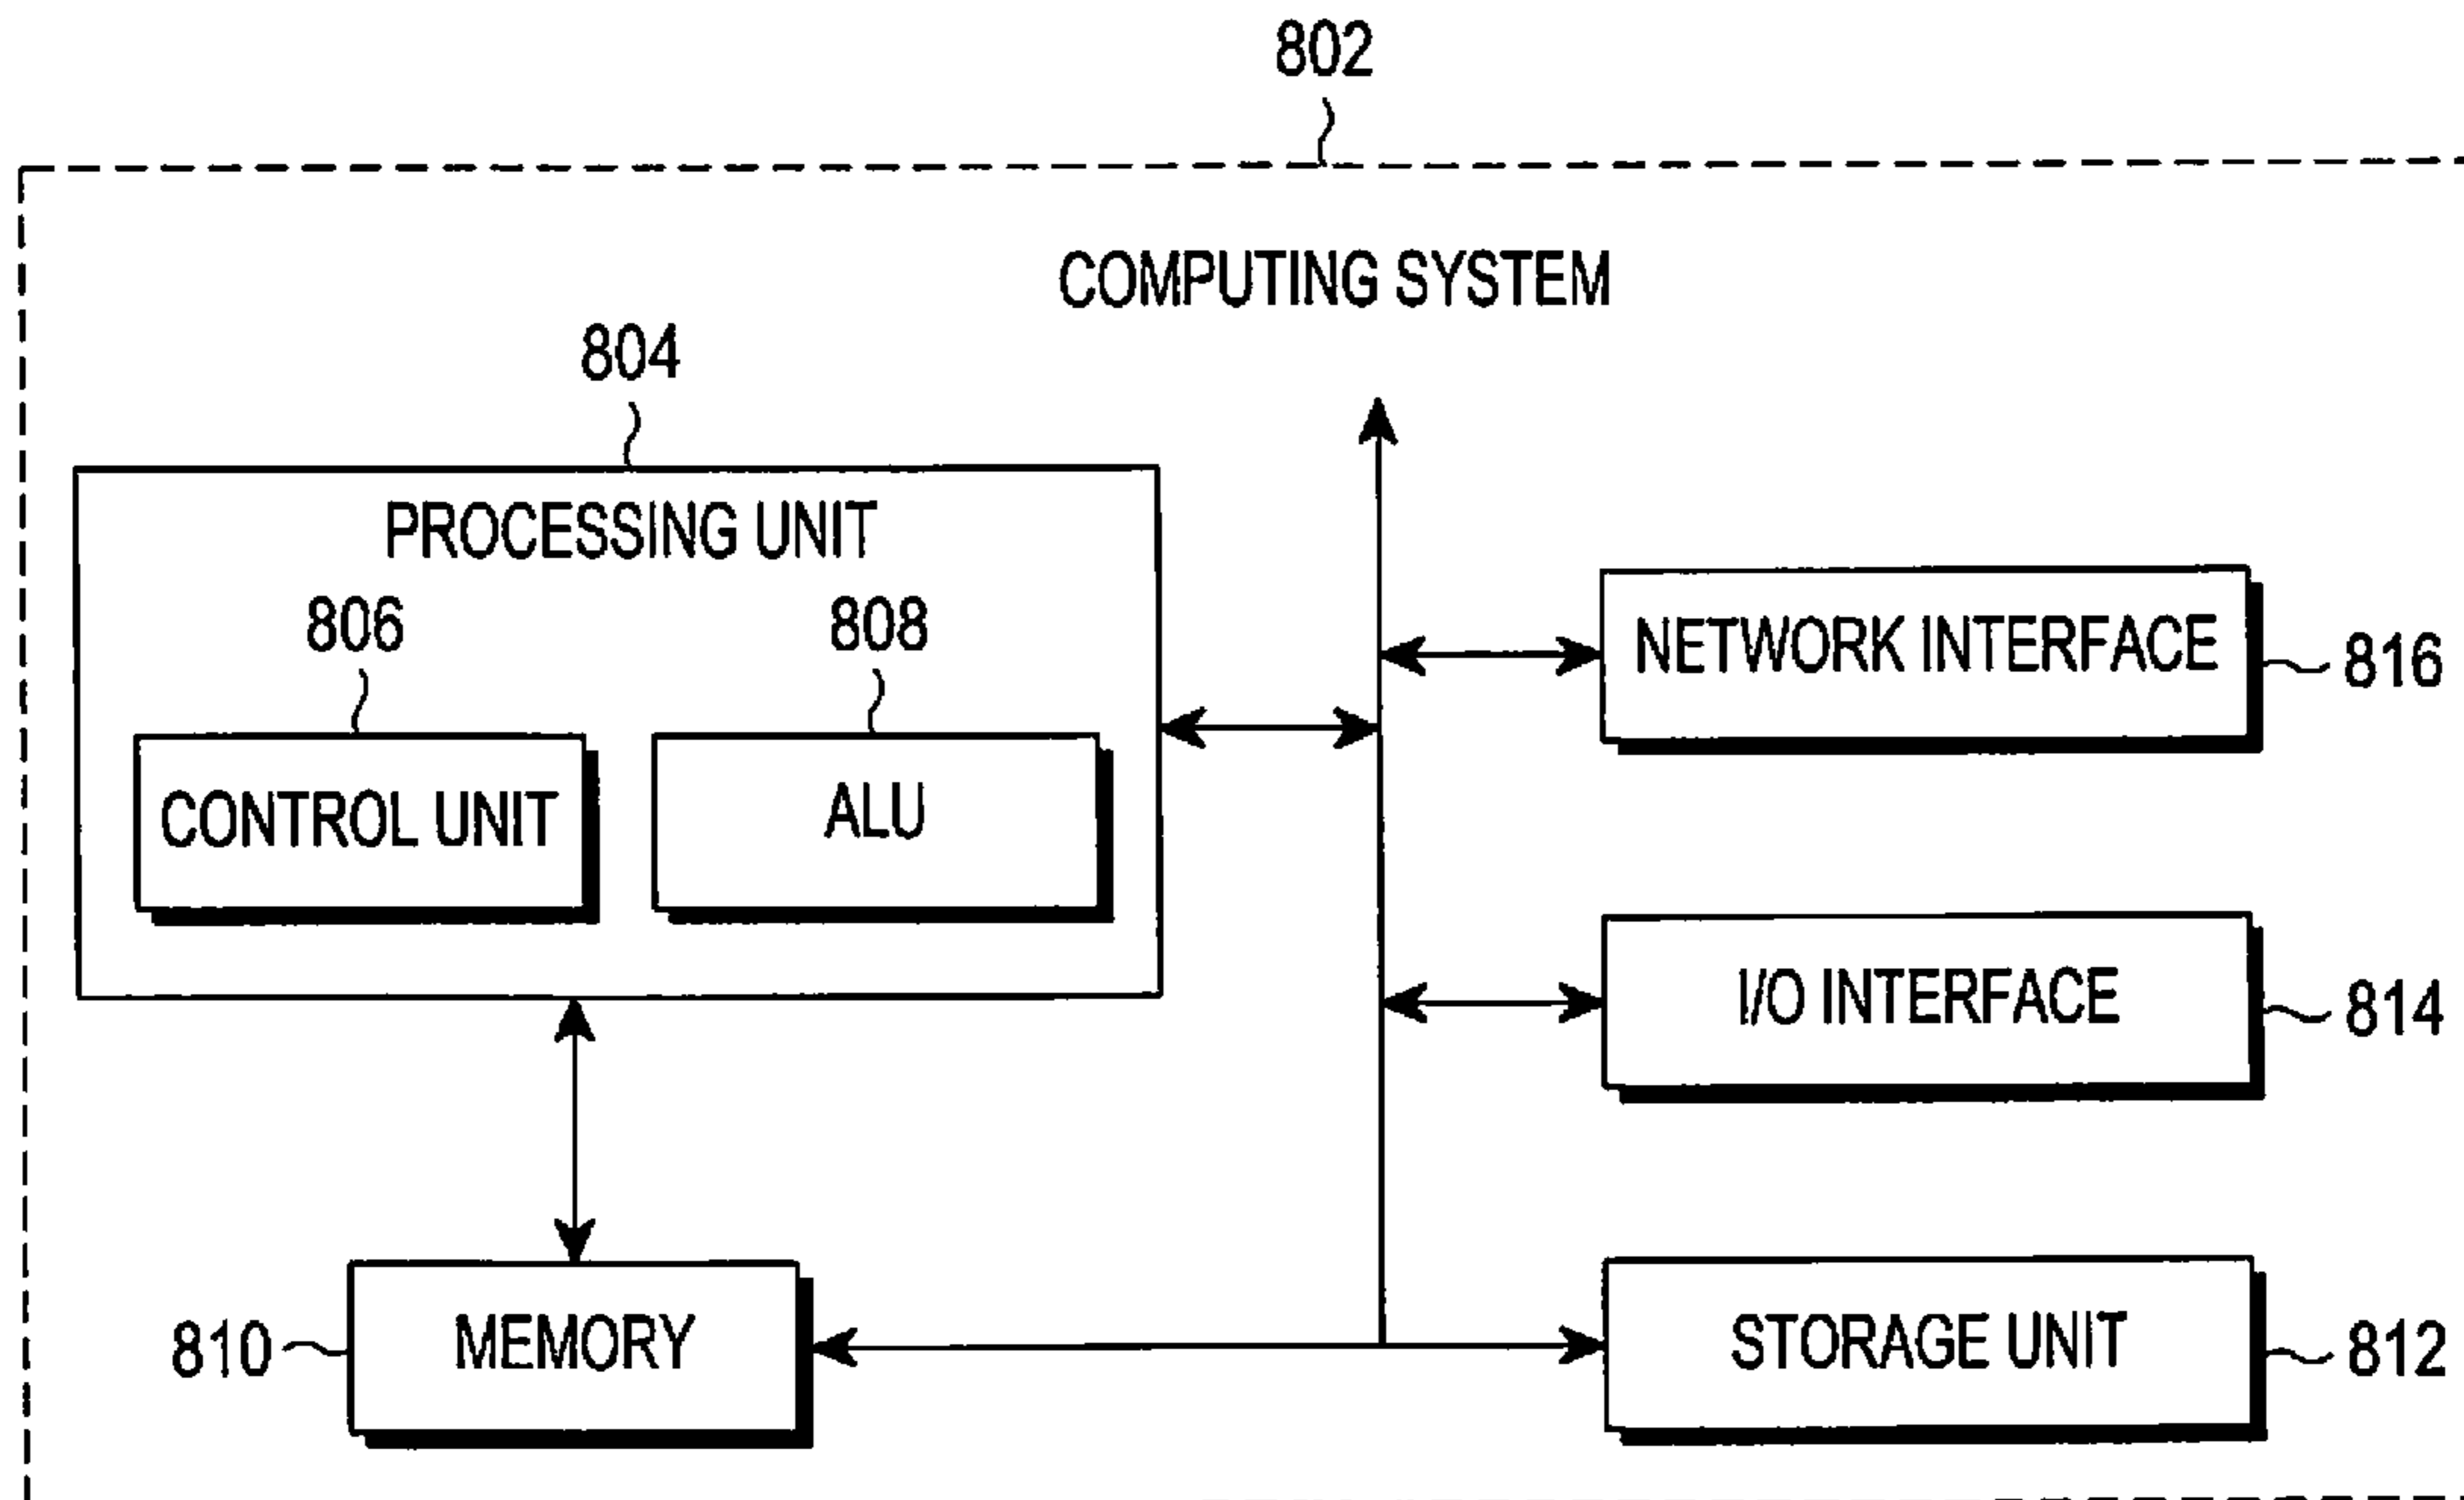 802
COMPUTING SYSTEM
804
PROCESSING UNIT
806
808
CONTROL UNIT
ALU
NETWORK INTERFACE
816
I/O INTERFACE
814
810
MEMORY
STORAGE UNIT
812